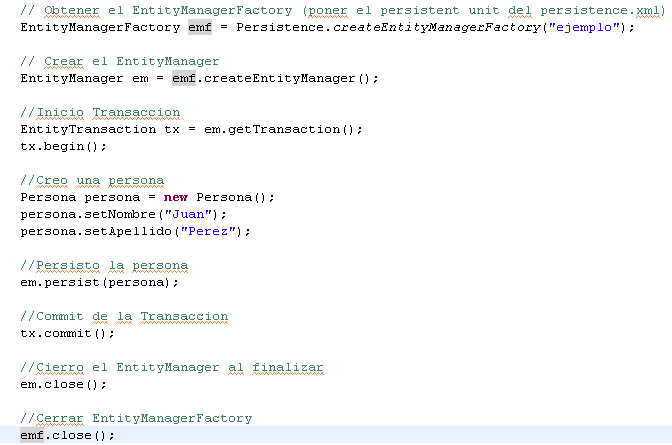 // Obtener el EntityManagerFactory (poner el persistent unit del persistence.xml)
EntityManagerFactory emf = Persistence.createEntityManagerFactory("ejemplo");
// Crear el EntityManager
EntityManager em = emf.createEntityManager();
//Inicio Transaccion
EntityTransaction tx = em.getTransaction();
tx.begin();
//Creo una persona
Persona persona = new Persona();
persona.setNombre("Juan");
persona.setApellido("Perez");
//Persisto la persona
em.persist(persona);
//Commit de la Transaccion
tx.commit();
//Cierro el EntityManager al finalizar
em.close();
//Cerrar EntityManagerFactory
emf.close();